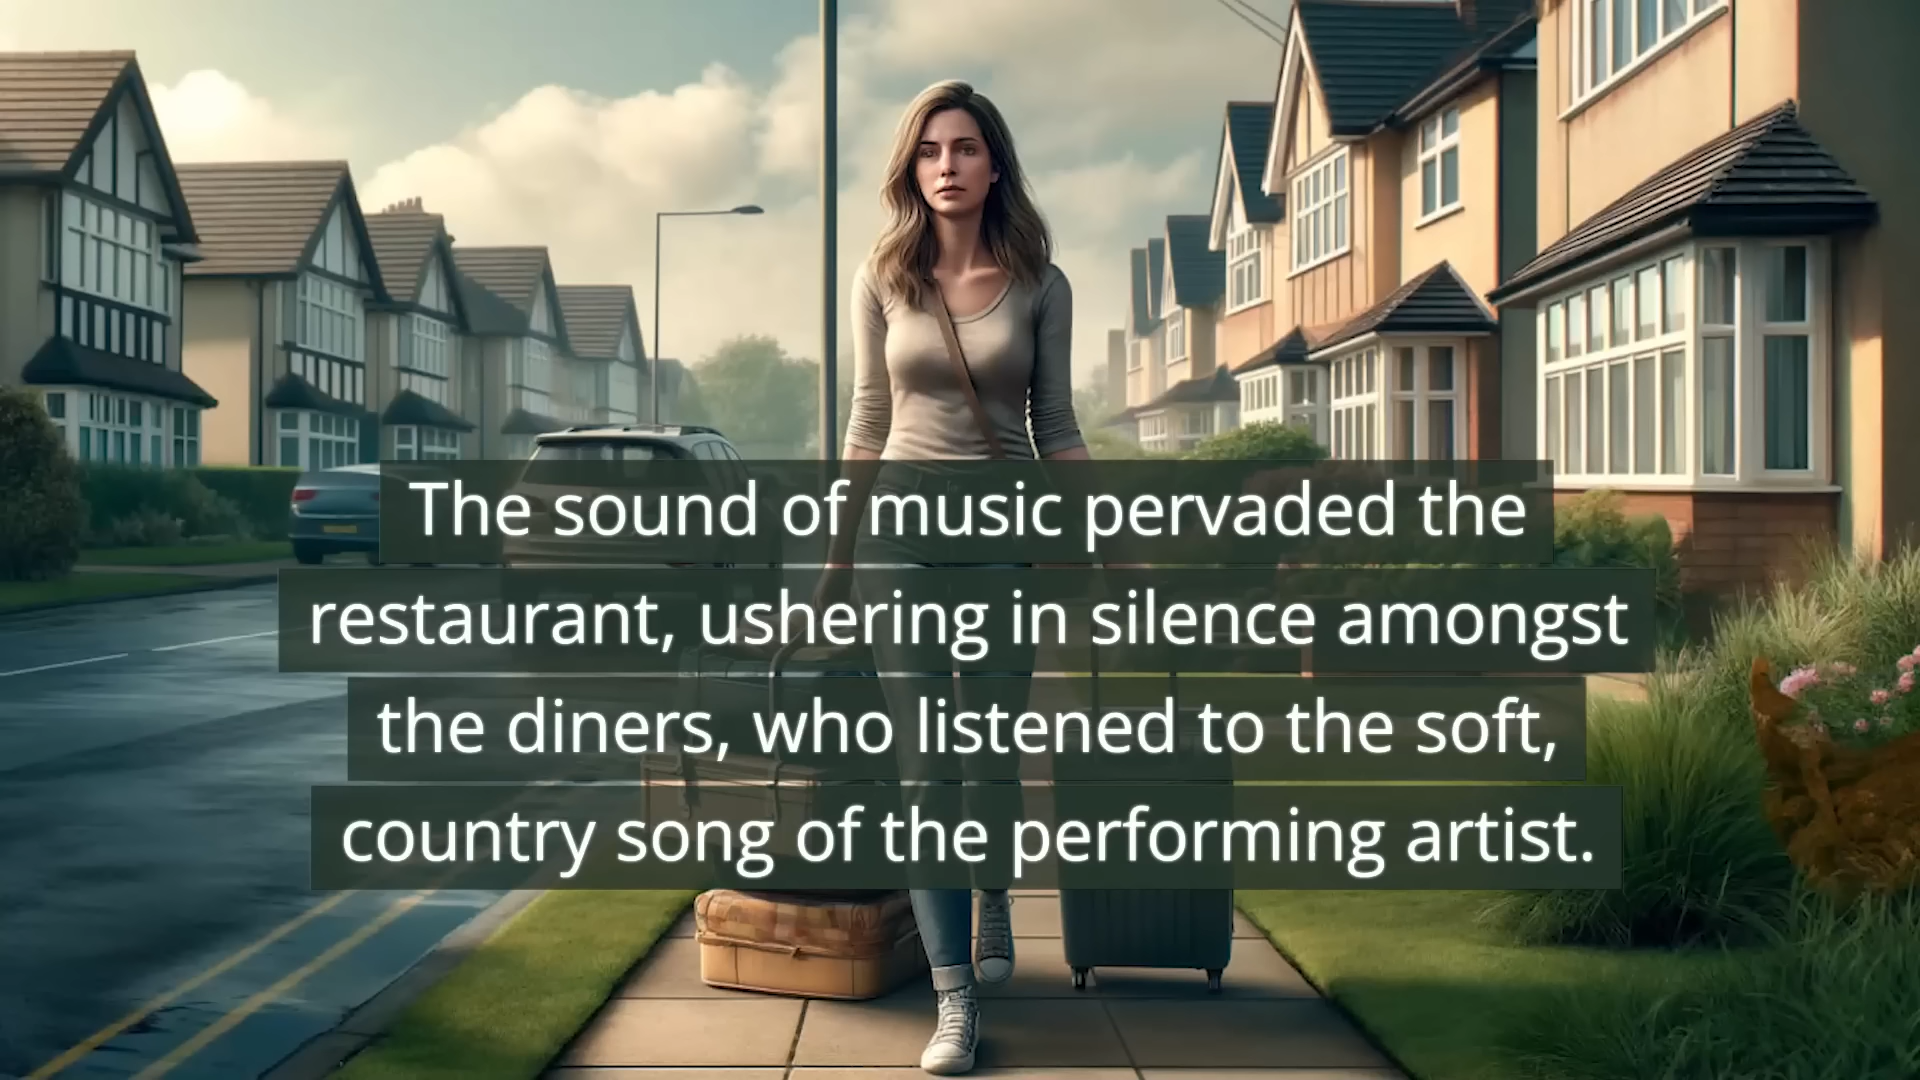 The sound of music pervaded the
restaurant, ushering in silence amongst
the diners, who listened to the soft,
country song of the performing artist.